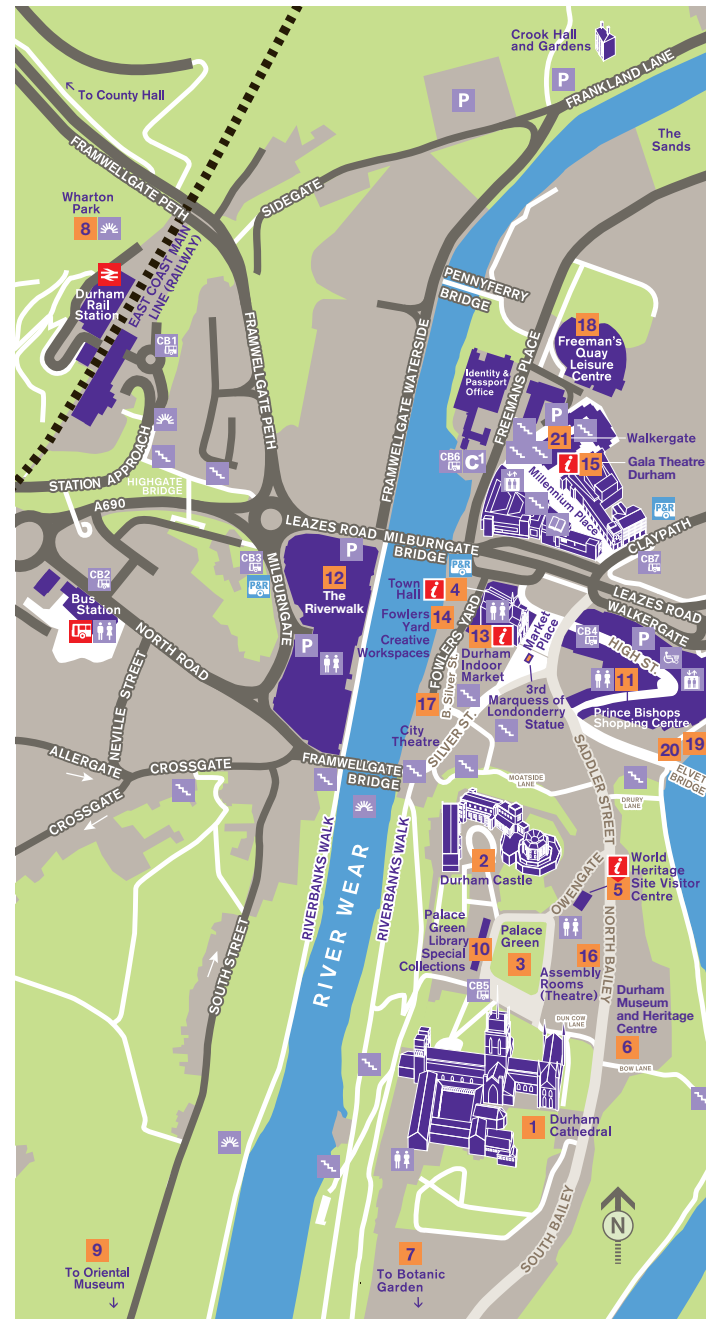 Crook Hall
and Gardens
To County Hall
P
P
FRANKLAND LANE
The
Sands
FRAMWELLGATE PETH
SIDEGATE
Wharton
Park
8
EAST COAST MAIN
LINE (RAILWAY)
Durham
Rail
Station
PENNYFERRY
BRIDGE
CB1
FRAMWELLGATE PETH
FRAMWELLGATE WATERSIDE
FREEMANS PLACE
18
Freeman's
Quay
Leisure
Centre
Identity &
Passport
Office
P
21
Walkergate
CB6
C1
i
15
Gala Theatre
Durham
Millennium Place
STATION APPROACH
HIGHGATE
BRIDGE
A690
P&R
LEAZES ROAD
MILBURNGATE
BRIDGE
CLAYPATH
CB7
CB3
P&R
MILBURNGATE
P
12
The
Riverwalk
P
P&R
Town
Hall
i
4
LEAZES ROAD
WALKERGATE
CB2
Bus
Station
NORTH ROAD
Fowlers
Yard
Creative
Workspaces
14
FOWLERS YARD
13
i
Durham
Indoor
Market
Market
Place
CB4
P
HIGH ST.
11
Prince Bishops
Shopping Centre
B. Silver St.
3rd
Marquess of
Londonderry
Statue
17
City
Theatre
SILVER ST.
NEVILLE STREET
20
19
ELVET
BRIDGE
ALLERGATE
CROSSGATE
CROSSGATE
FRAMWELLGATE
BRIDGE
MOATSIDE
LANE
SADDLER STREET
DRURY LANE
RIVERBANKS WALK
RIVER WEAR
RIVERBANKS WALK
2
Durham Castle
OWENGATE
i
5
World
Heritage
Site Visitor
Centre
SOUTH STREET
Palace
Green
Library
Special
Collections
10
Palace
Green
3
16
Assembly
Rooms
(Theatre)
NORTH BAILEY
CB5
DUN COW
LANE
Durham
Museum
and Heritage
Centre
6
BOW LANE
1
Durham
Cathedral
SOUTH BAILEY
N
9
To Oriental
Museum
7
To Botanic
Garden